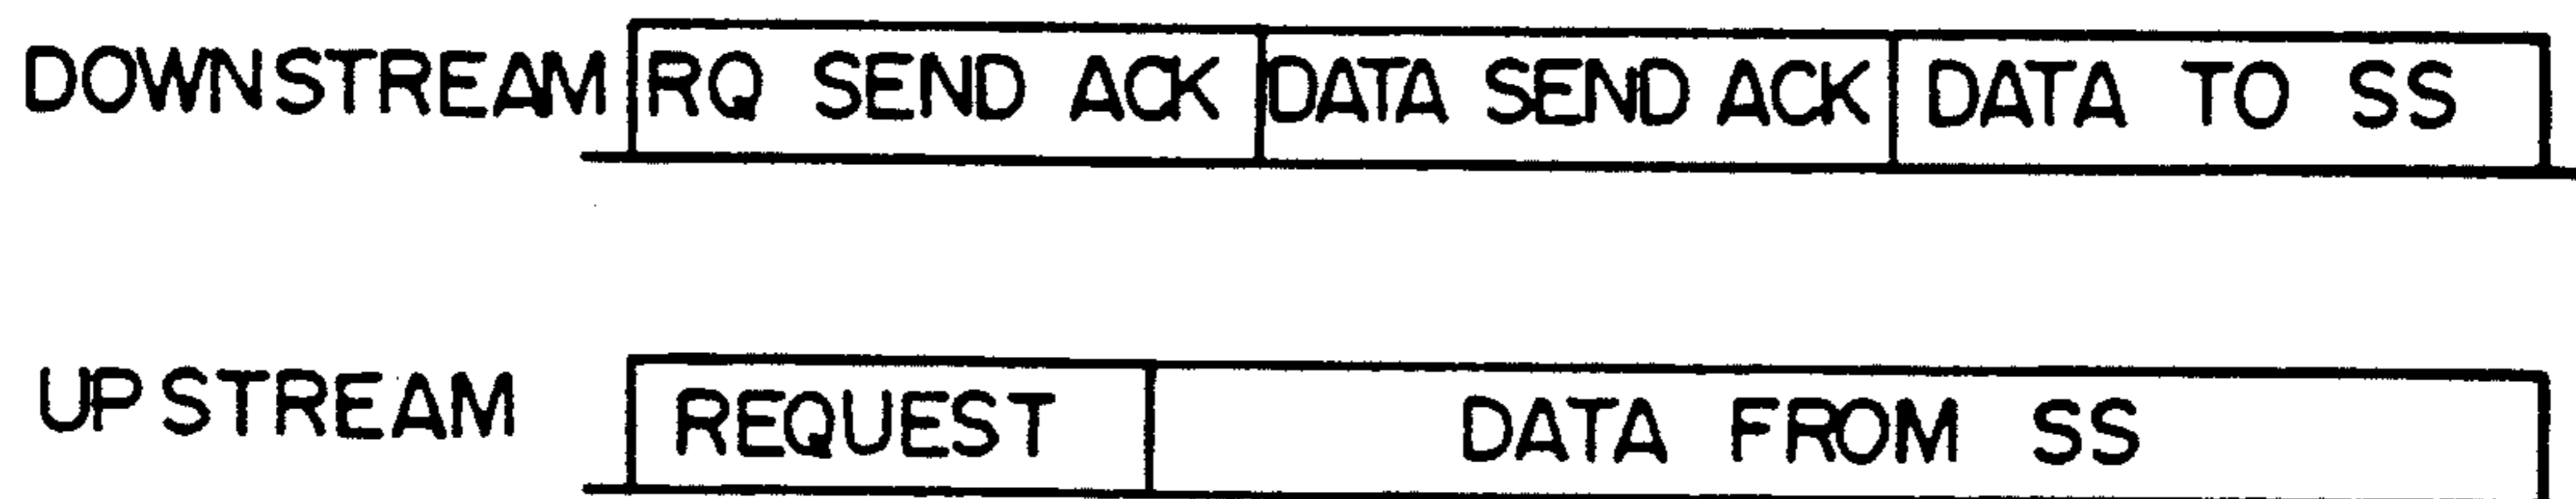 DOWNSTREAM RQ SEND ACK DATA SEND ACK DATA TO SS
UPSTREAM REQUEST DATA FROM SS